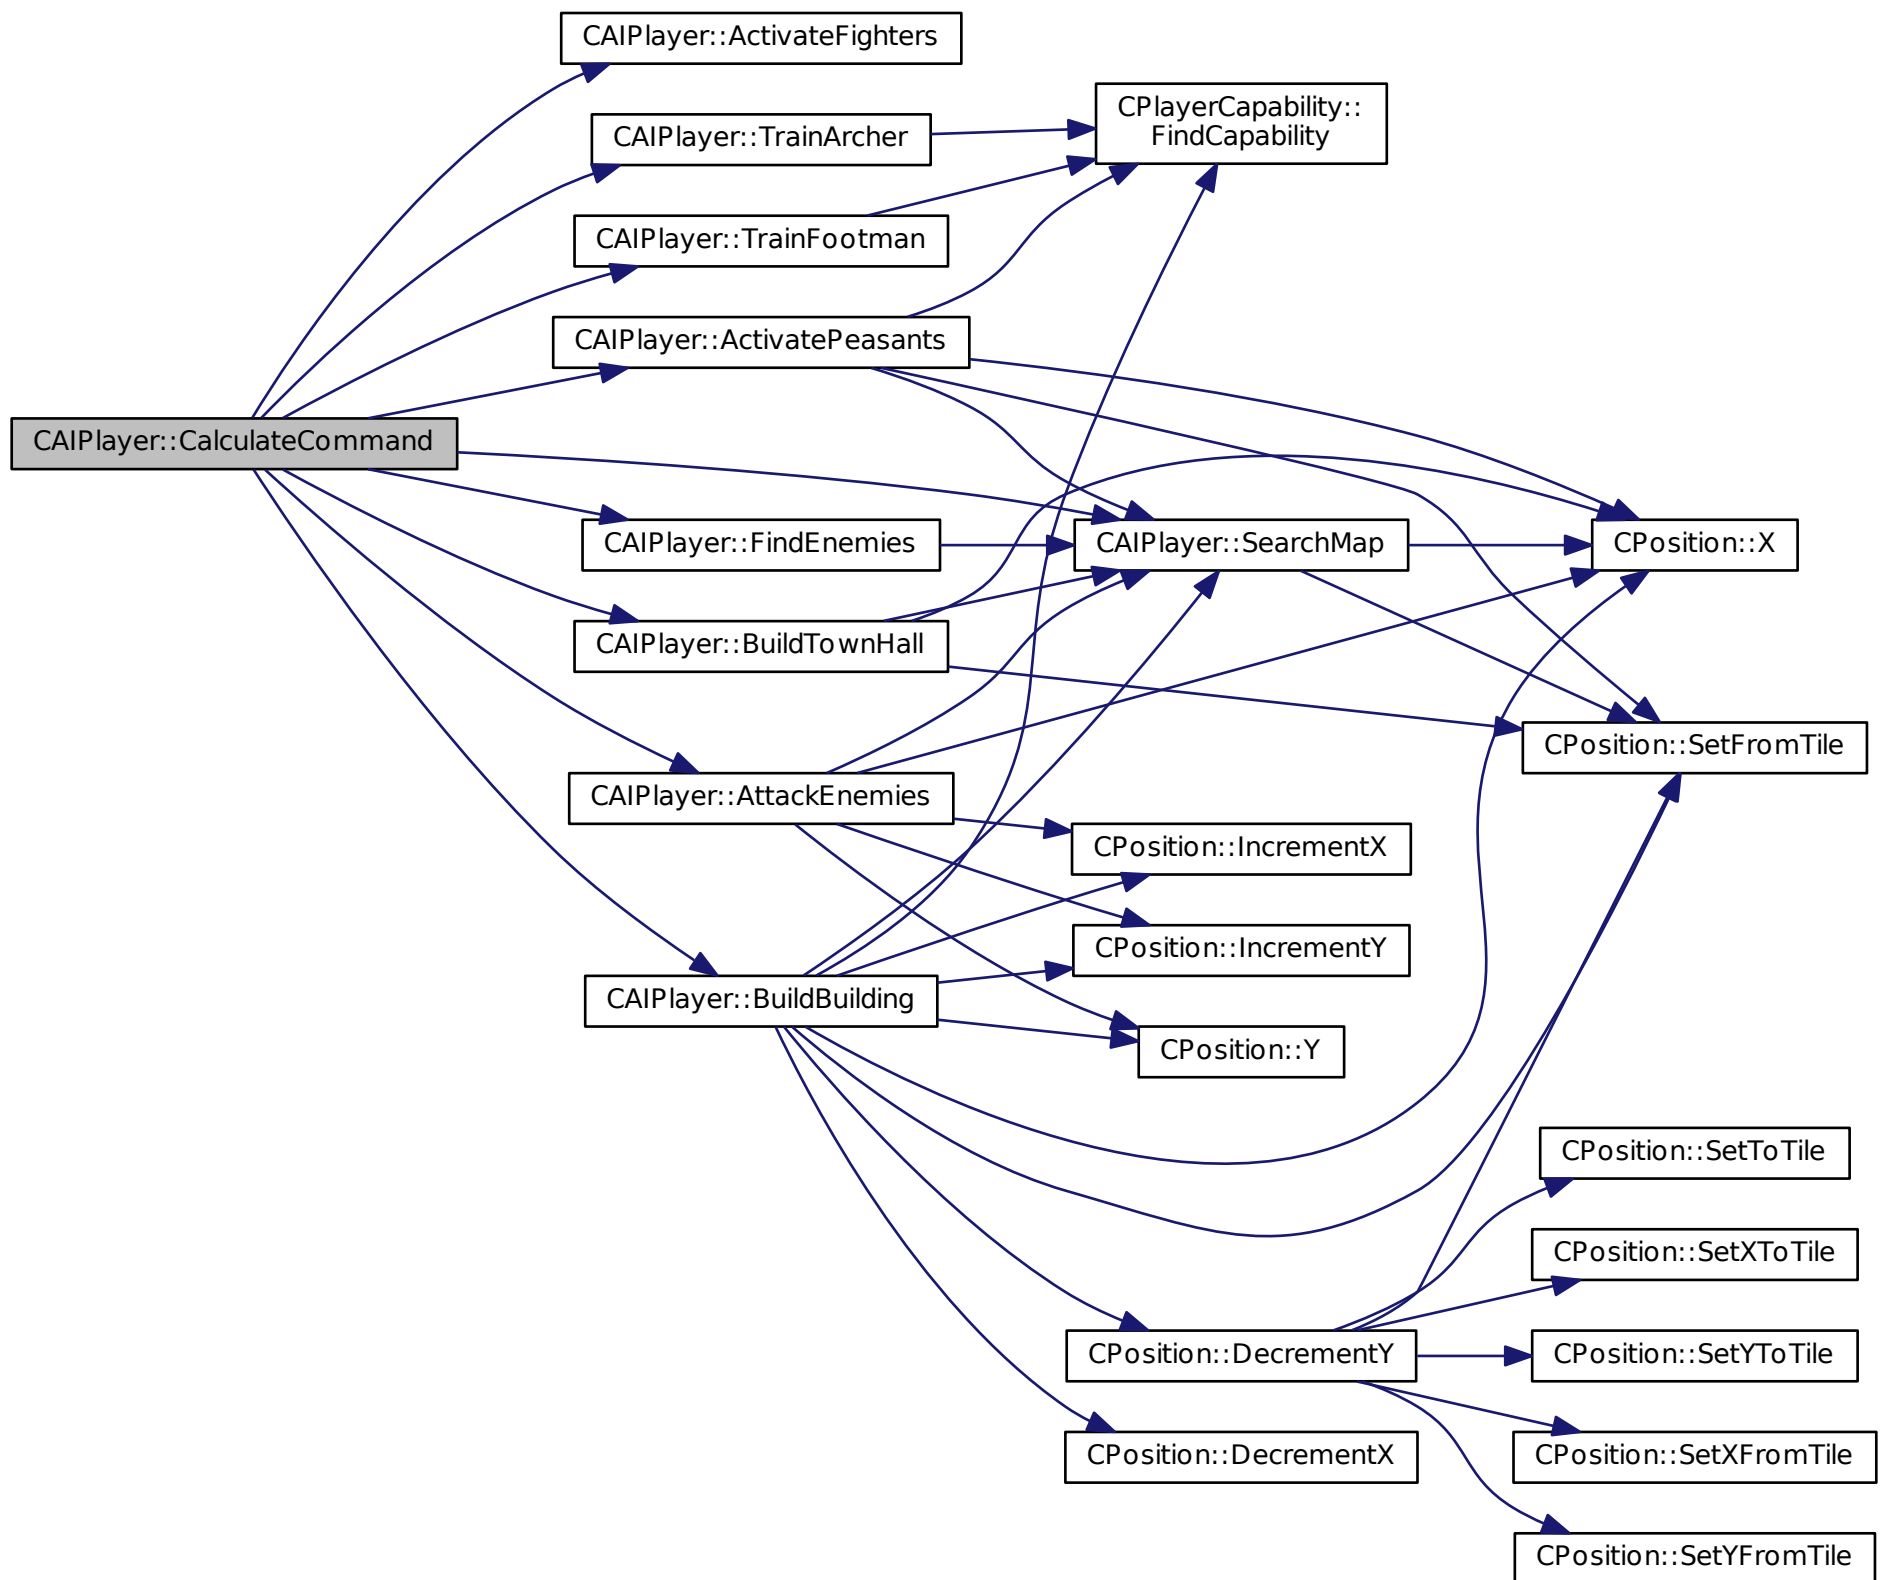 CAIPlayer::ActivateFighters
CPlayerCapability::
FindCapability
CAIPlayer::TrainArcher
CAIPlayer::TrainFootman
CAIPlayer::ActivatePeasants
CAIPlayer::CalculateCommand
CAIPlayer::FindEnemies
CAIPlayer::SearchMap
CPosition::X
CAIPlayer::BuildTownHall
CPosition::SetFromTile
CAIPlayer::AttackEnemies
CPosition::IncrementX
CPosition::IncrementY
CAIPlayer::BuildBuilding
CPosition::Y
CPosition::SetToTile
CPosition::SetXToTile
CPosition::DecrementY
CPosition::SetYToTile
CPosition::DecrementX
CPosition::SetXFromTile
CPosition::SetYFromTile